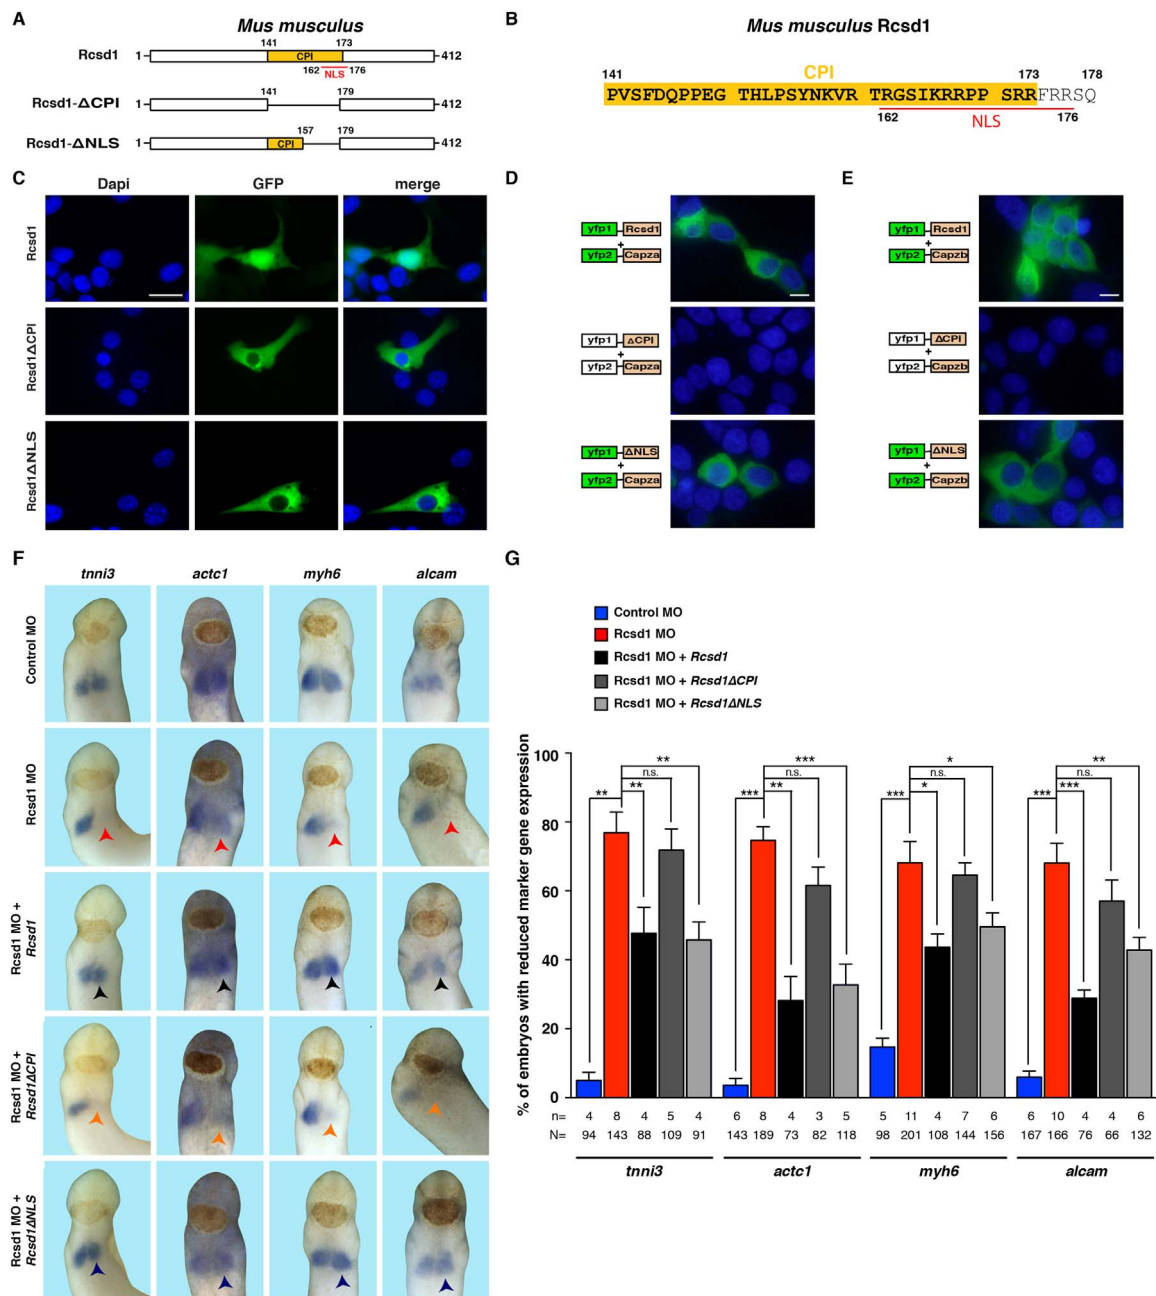 A
Mus musculus
Rcsd1 1 141 173 412
CPI
162 NLS 176
Rcsd1-ΔCPI 1 141 179 412
Rcsd1-ΔNLS 1 157 179 412
CPI
B
Mus musculus Rcsd1
CPI
141 173 178
PVSFDQPPEG THLPSYNKVR TRGSIKRRPP SRRFRRSQ
162 NLS 176
C
Dapi GFP merge
Rcsd1
Rcsd1ΔCPI
Rcsd1ΔNLS
D
yfp1 Rcsd1
+
yfp2 Capza
yfp1 ΔCPI
+
yfp2 Capza
yfp1 ΔNLS
+
yfp2 Capza
E
yfp1 Rcsd1
+
yfp2 Capzb
yfp1 ΔCPI
+
yfp2 Capzb
yfp1 ΔNLS
+
yfp2 Capzb
F
tnni3 actc1 myh6 alcam
Control MO
Rcsd1 MO
Rcsd1 MO +
Rcsd1
Rcsd1 MO +
Rcsd1ΔCPI
Rcsd1 MO +
Rcsd1ΔNLS
G
Control MO
Rcsd1 MO
Rcsd1 MO + Rcsd1
Rcsd1 MO + Rcsd1ΔCPI
Rcsd1 MO + Rcsd1ΔNLS
% of embryos with reduced marker gene expression
100
80
60
40
20
0
** *** * **
n.s. n.s. n.s. n.s.
** ** *** ** *** * *** ***
n= 4 8 4 5 4 6 8 4 3 5 5 11 4 7 6 6 10 4 4 6
N= 94 143 88 109 91 143 189 73 82 118 98 201 108 144 156 167 166 76 66 132
tnni3 actc1 myh6 alcam